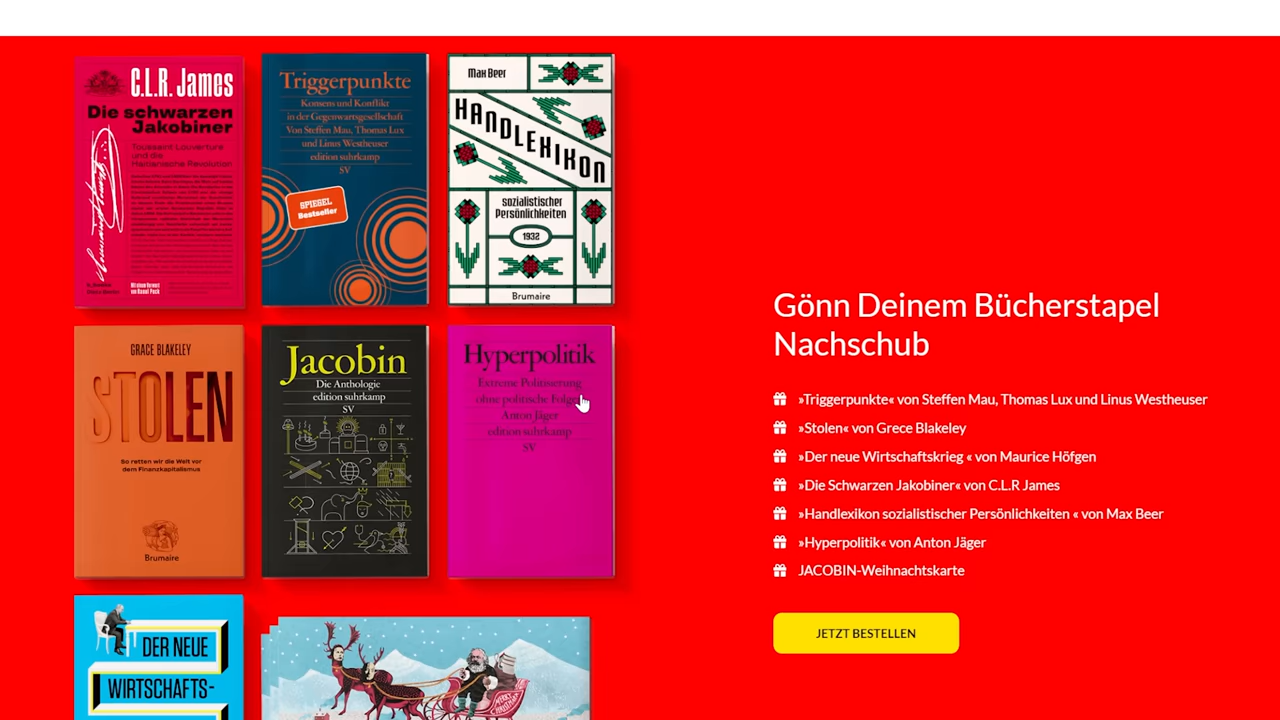 C.L.R. James
Die schwarzen
Jakobiner
Toussaint Louverture
und die
Haitianische Revolution
Mit einem Vorwort
Triggerpunkte
Konsens und Konflikt
in der Gegenwartsgesellschaft
Von Steffen Mau, Thomas Lux
und Linus Westheuser
edition suhrkamp
SV
SPIEGEL
Bestseller
Max Beer
HANDLEXIKON
sozialistischer
Persönlichkeiten
1932
Brumaire
GRACE BLAKELEY
STOLEN
So retten wir die Welt vor
dem Finanzkapitalismus
Brumaire
Jacobin
Die Anthologie
edition suhrkamp
SV
Hyperpolitik
Extreme Politisierung
ohne politische Folgen
Anton Jäger
edition suhrkamp
SV
DER NEUE
WIRTSCHAFTS-
MERRY
CHRISTMAS
Gönn Deinem Bücherstapel
Nachschub
»Triggerpunkte« von Steffen Mau, Thomas Lux und Linus Westheuser
»Stolen« von Grece Blakeley
»Der neue Wirtschaftskrieg « von Maurice Höfgen
»Die Schwarzen Jakobiner« von C.L.R James
»Handlexikon sozialistischer Persönlichkeiten « von Max Beer
»Hyperpolitik« von Anton Jäger
JACOBIN-Weihnachtskarte
JETZT BESTELLEN